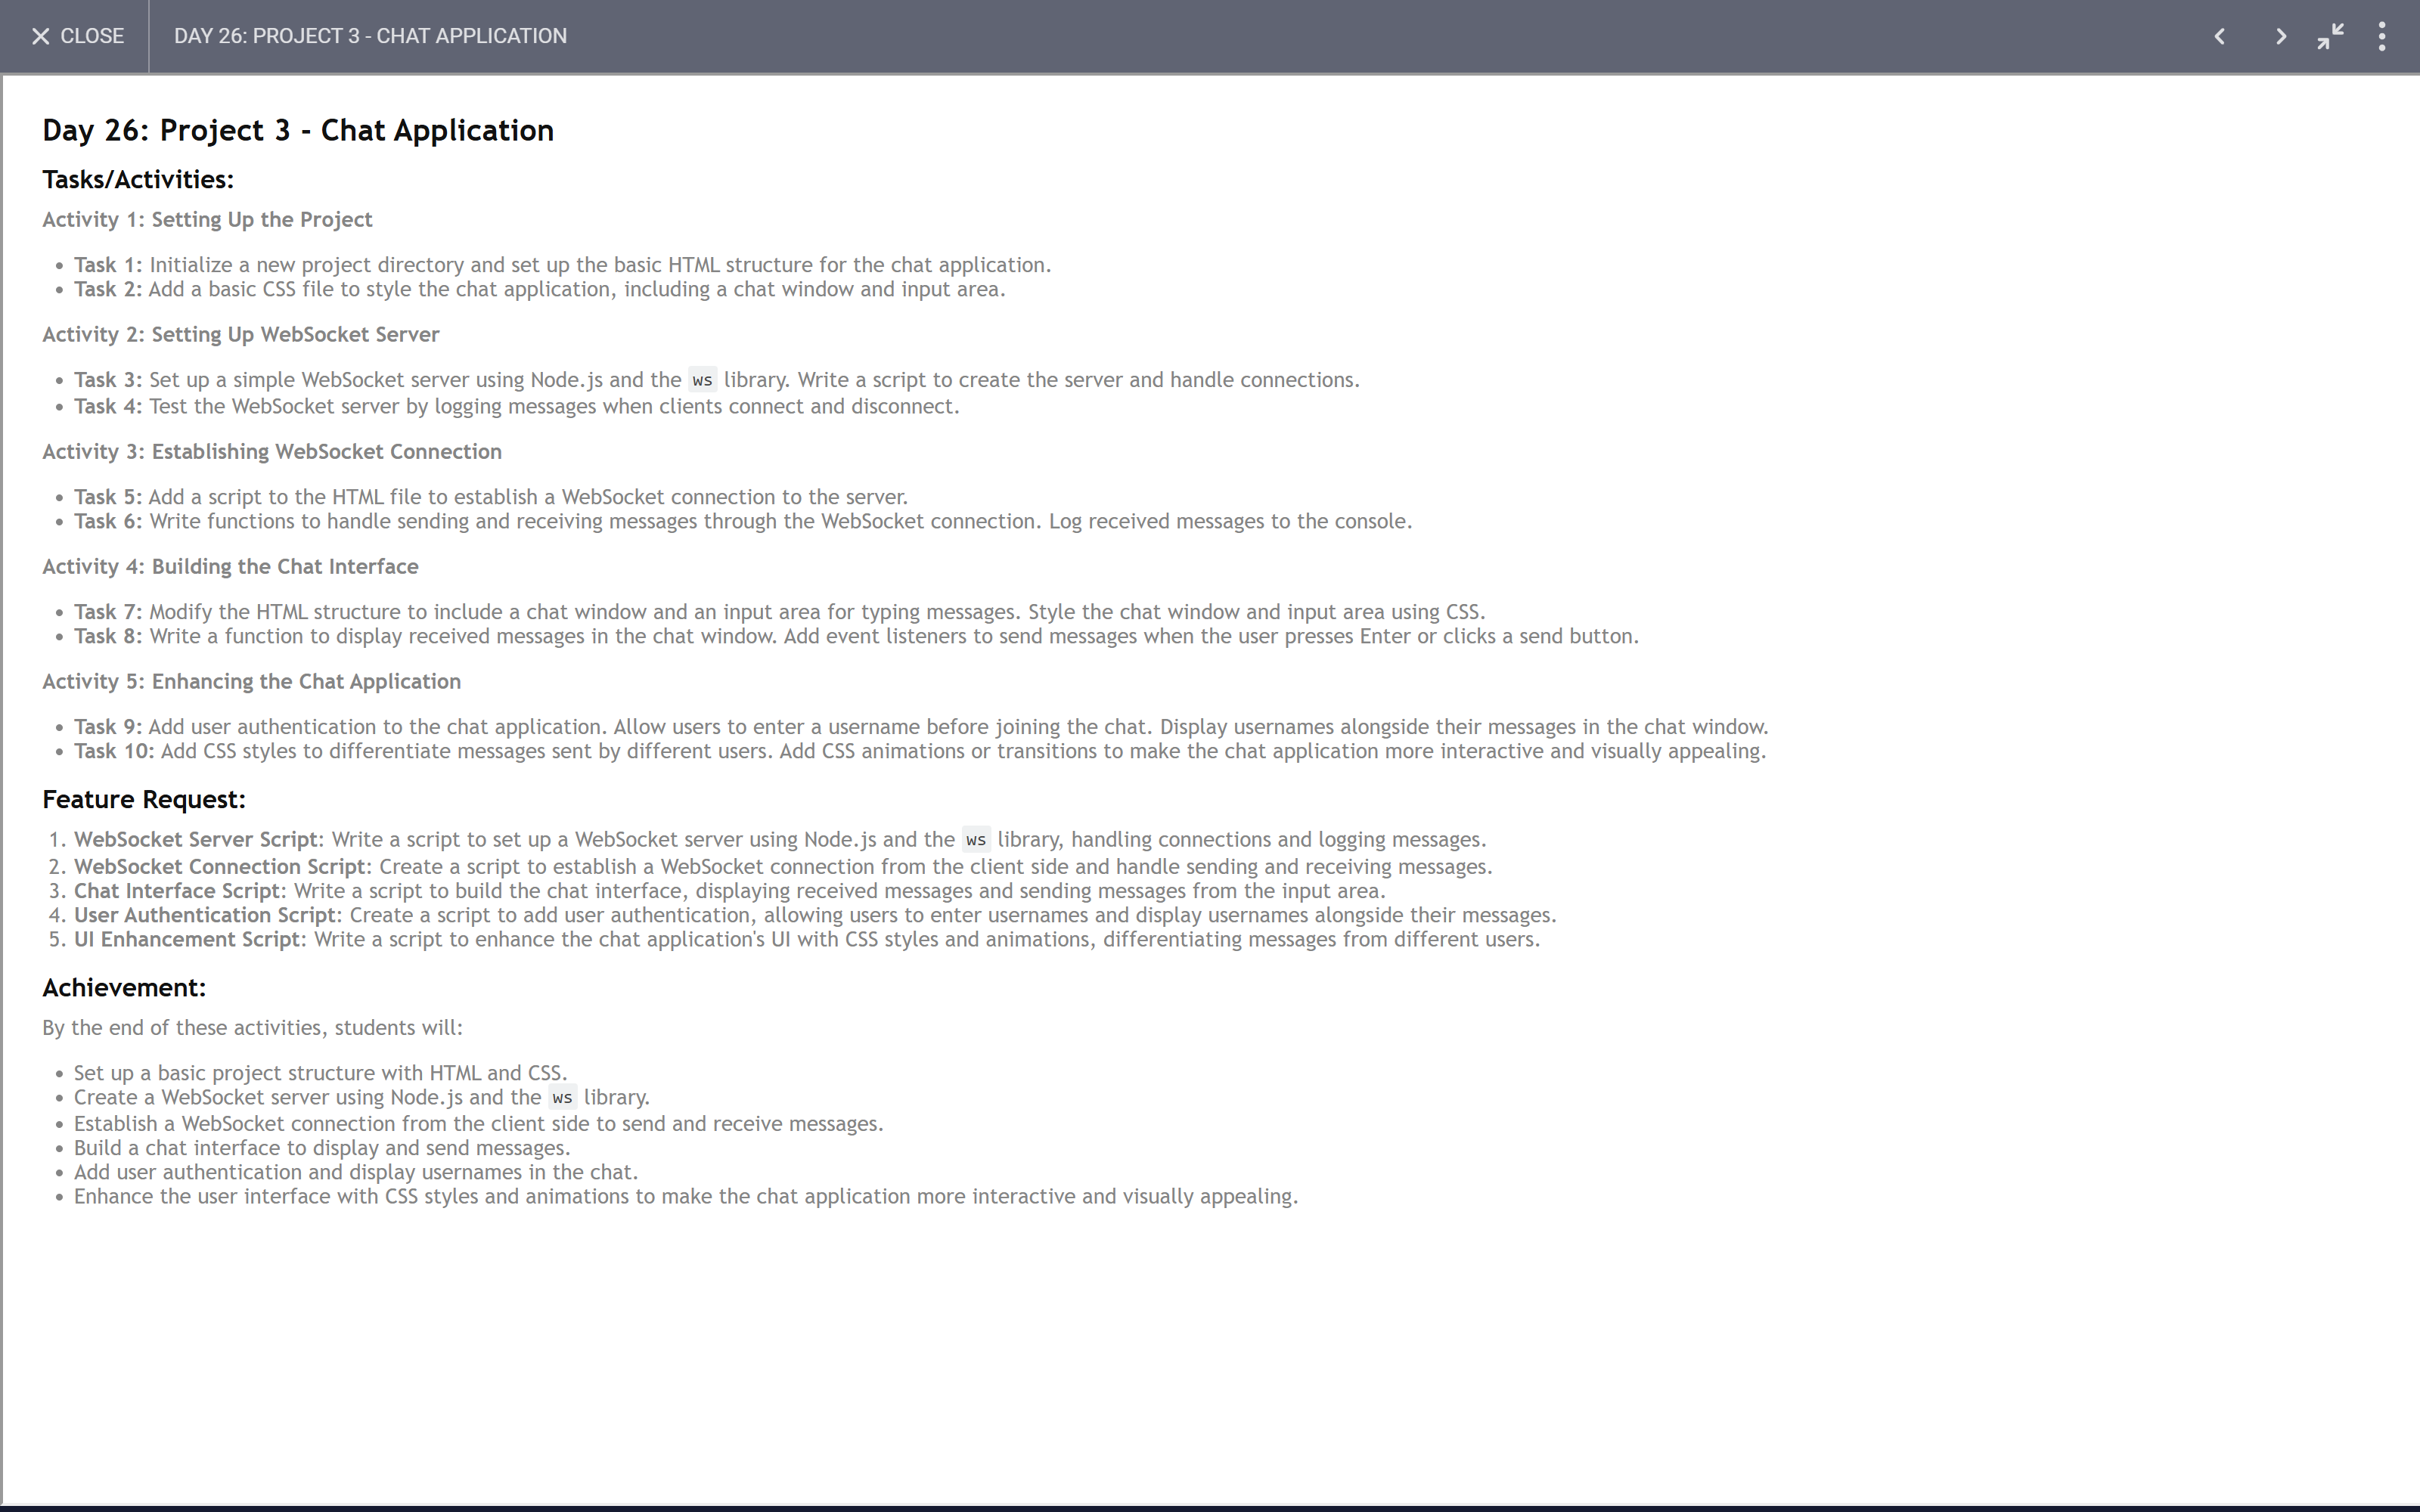 CLOSE
DAY 26: PROJECT 3 - CHAT APPLICATION
Day 26: Project 3 - Chat Application
Tasks/Activities:
Activity 1: Setting Up the Project
Task 1: Initialize a new project directory and set up the basic HTML structure for the chat application.
Task 2: Add a basic CSS file to style the chat application, including a chat window and input area.
Activity 2: Setting Up WebSocket Server
Task 3: Set up a simple WebSocket server using Node.js and the ws library. Write a script to create the server and handle connections.
Task 4: Test the WebSocket server by logging messages when clients connect and disconnect.
Activity 3: Establishing WebSocket Connection
Task 5: Add a script to the HTML file to establish a WebSocket connection to the server.
Task 6: Write functions to handle sending and receiving messages through the WebSocket connection. Log received messages to the console.
Activity 4: Building the Chat Interface
Task 7: Modify the HTML structure to include a chat window and an input area for typing messages. Style the chat window and input area using CSS.
Task 8: Write a function to display received messages in the chat window. Add event listeners to send messages when the user presses Enter or clicks a send button.
Activity 5: Enhancing the Chat Application
Task 9: Add user authentication to the chat application. Allow users to enter a username before joining the chat. Display usernames alongside their messages in the chat window.
Task 10: Add CSS styles to differentiate messages sent by different users. Add CSS animations or transitions to make the chat application more interactive and visually appealing.
Feature Request:
1. WebSocket Server Script: Write a script to set up a WebSocket server using Node.js and the ws library, handling connections and logging messages.
2. WebSocket Connection Script: Create a script to establish a WebSocket connection from the client side and handle sending and receiving messages.
3. Chat Interface Script: Write a script to build the chat interface, displaying received messages and sending messages from the input area.
4. User Authentication Script: Create a script to add user authentication, allowing users to enter usernames and display usernames alongside their messages.
5. UI Enhancement Script: Write a script to enhance the chat application's UI with CSS styles and animations, differentiating messages from different users.
Achievement:
By the end of these activities, students will:
Set up a basic project structure with HTML and CSS.
Create a WebSocket server using Node.js and the ws library.
Establish a WebSocket connection from the client side to send and receive messages.
Build a chat interface to display and send messages.
Add user authentication and display usernames in the chat.
Enhance the user interface with CSS styles and animations to make the chat application more interactive and visually appealing.